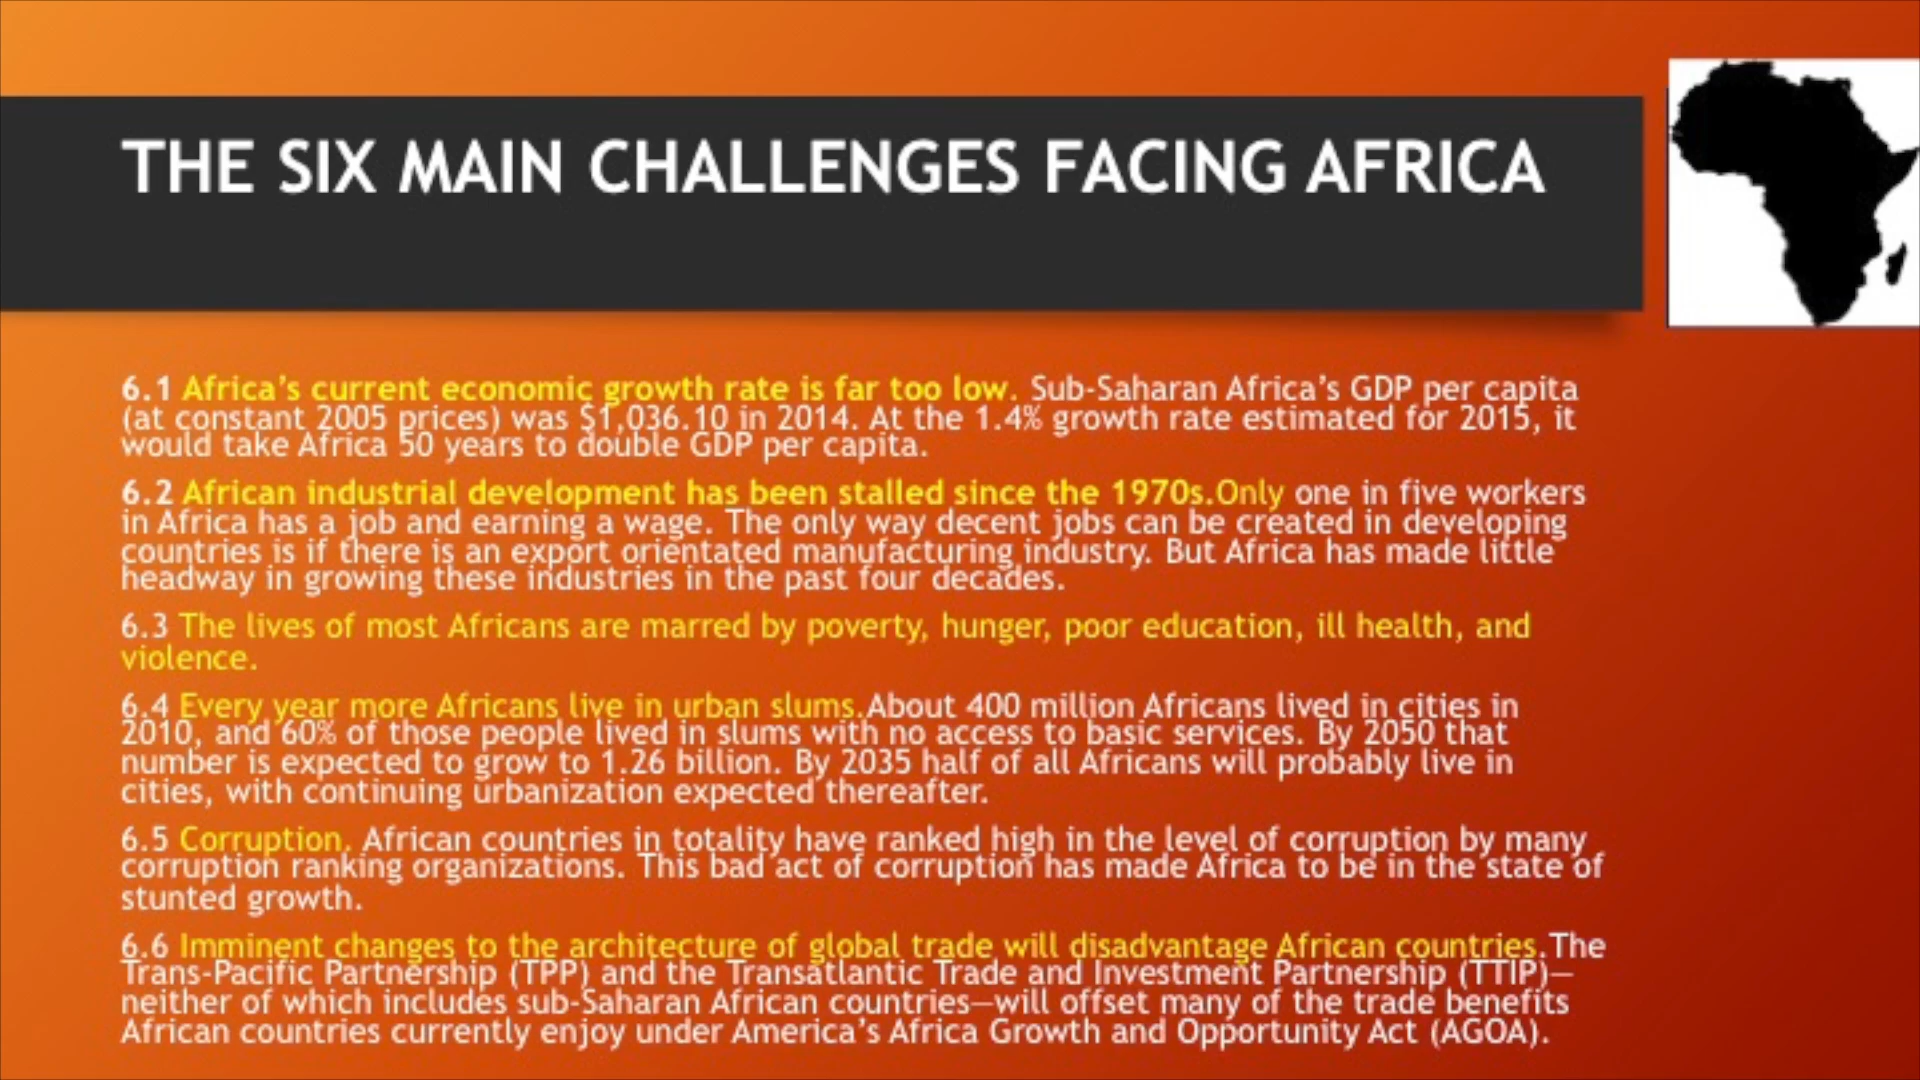 THE SIX MAIN CHALLENGES FACING AFRICA
6.1 Africa's current economic growth rate is far too low. Sub-Saharan Africa's GDP per capita
(at constant 2005 prices) was $1,036.10 in 2014. At the 1.4% growth rate estimated for 2015, it
would take Africa 50 years to double GDP per capita.
6.2 African industrial development has been stalled since the 1970s.Only one in five workers
in Africa has a job and earning a wage. The only way decent jobs can be created in developing
countries is if there is an export orientated manufacturing industry. But Africa has made little
headway in growing these industries in the past four decades.
6.3 The lives of most Africans are marred by poverty, hunger, poor education, ill health, and
violence.
6.4 Every year more Africans live in urban slums.About 400 million Africans lived in cities in
2010, and 60% of those people lived in slums with no access to basic services. By 2050 that
number is expected to grow to 1.26 billion. By 2035 half of all Africans will probably live in
cities, with continuing urbanization expected thereafter.
6.5 Corruption. African countries in totality have ranked high in the level of corruption by many
corruption ranking organizations. This bad act of corruption has made Africa to be in the state of
stunted growth.
6.6 Imminent changes to the architecture of global trade will disadvantage African countries.The
Trans-Pacific Partnership (TPP) and the Transatlantic Trade and Investment Partnership (TTIP)—
neither of which includes sub-Saharan African countries—will offset many of the trade benefits
African countries currently enjoy under America's Africa Growth and Opportunity Act (AGOA).